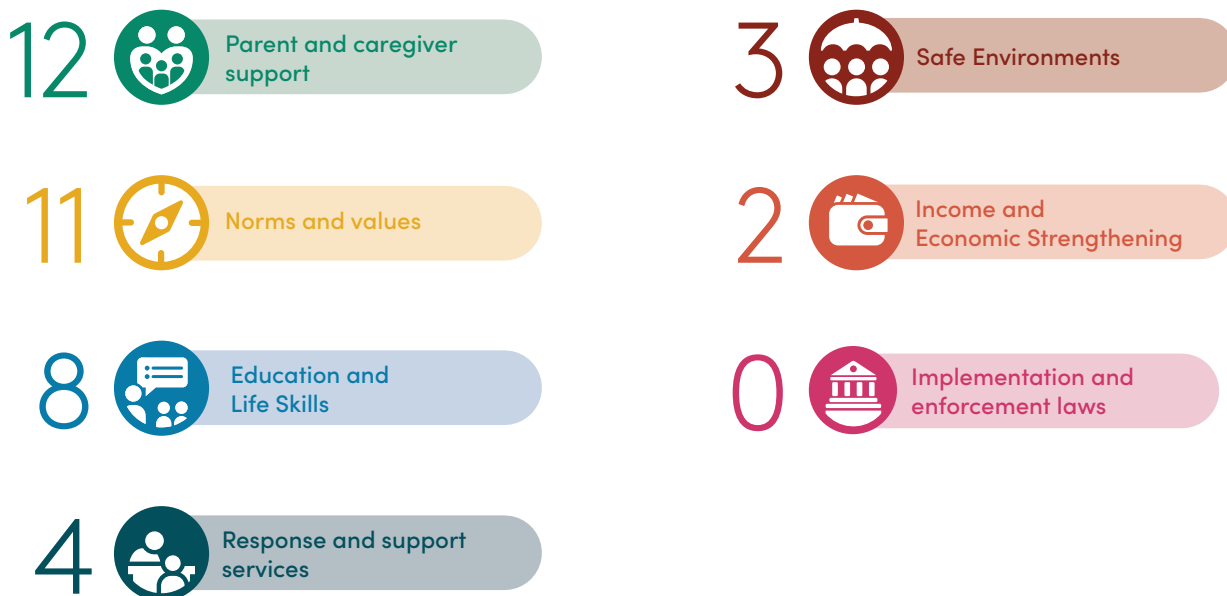 12
Parent and caregiver
support
11
Norms and values
8
Education and
Life Skills
4
Response and support
services
3
Safe Environments
2
Income and
Economic Strengthening
0
Implementation and
enforcement laws